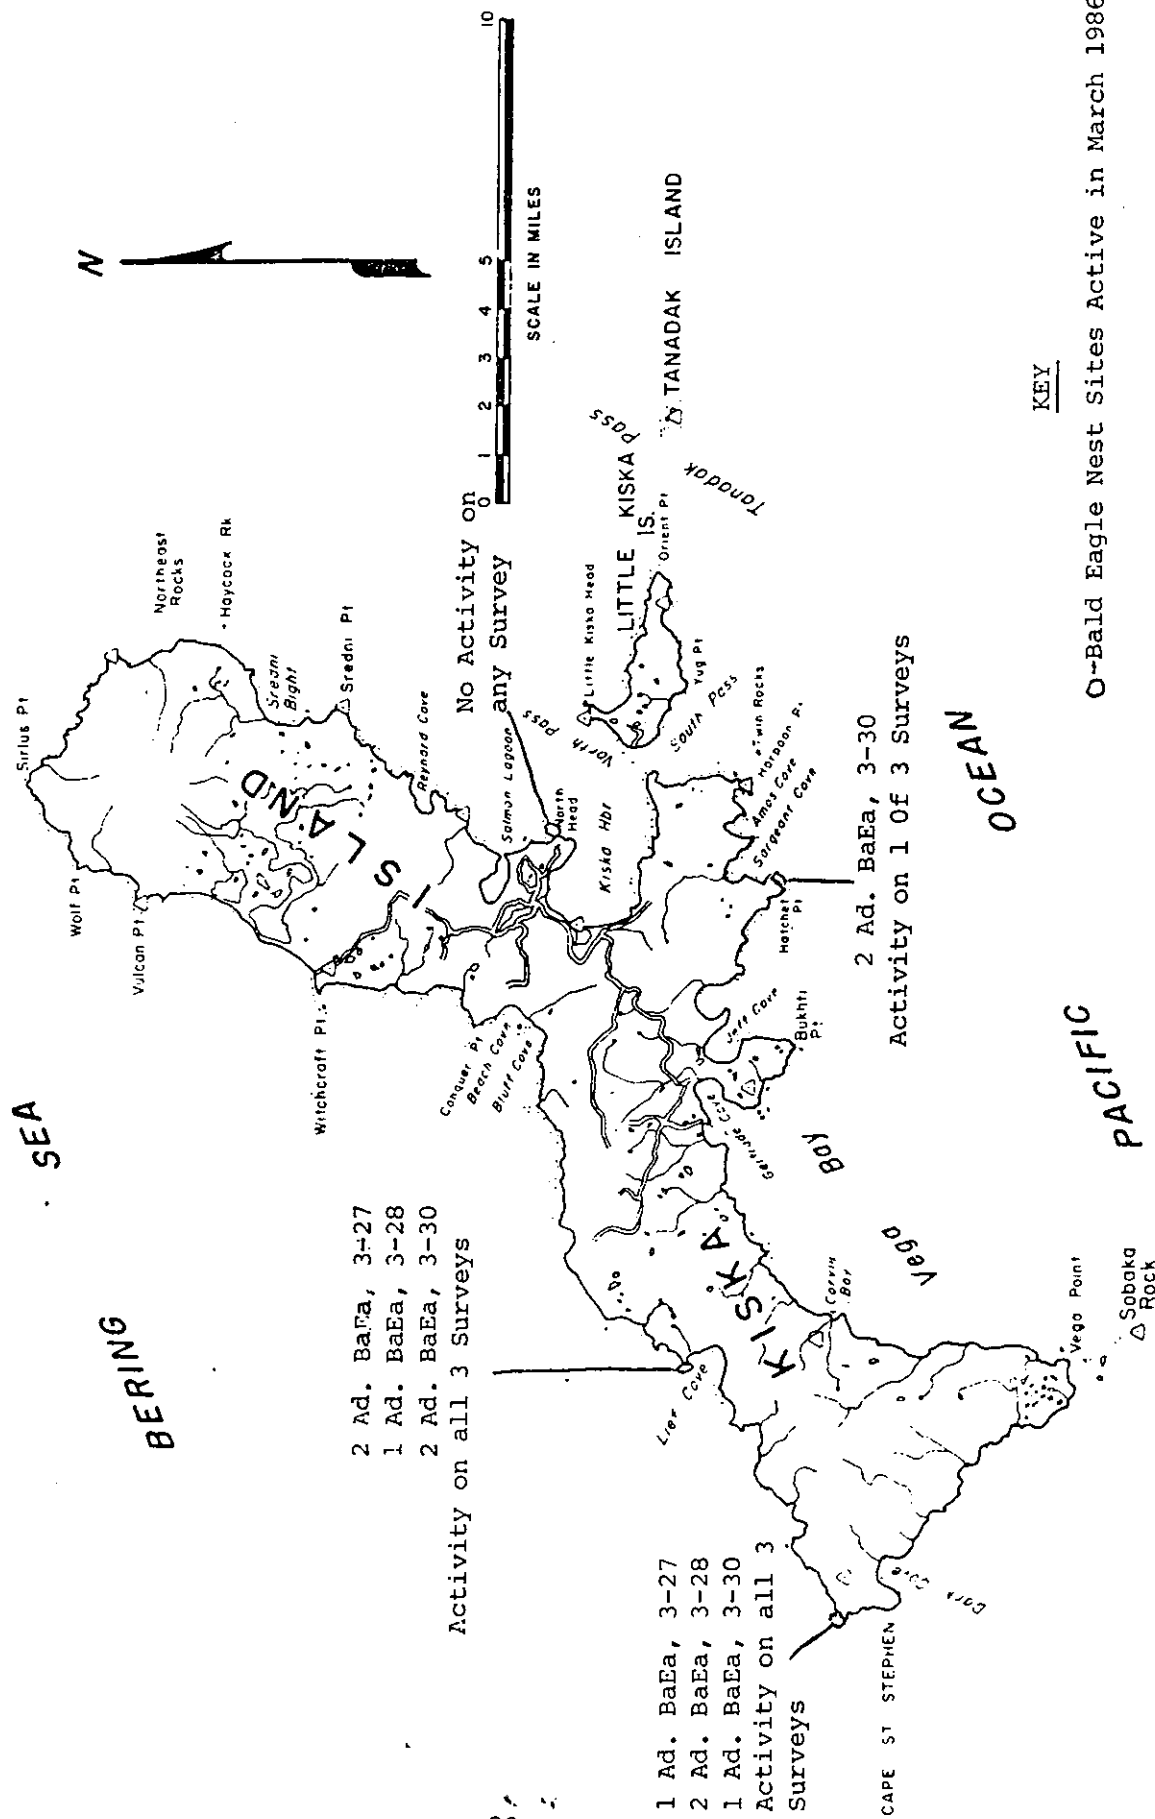 BERING
SEA
N
Sirius Pt
Wolf Pt
Vulcan Pt
Northeast
Rocks
Haycock Rk
Sredni
Bight
Sredni Pt
Witchcraft Pt.
ISLAND
Reynard Cove
Conquer Pt
Beach Cove
Bluff Cove
Salmon Lagoon
North
Head
Kiska Hbr
No Activity on
any Survey
0 1 2 3 4 5 10
SCALE IN MILES
2 Ad. BaEa, 3-27
1 Ad. BaEa, 3-28
2 Ad. BaEa, 3-30
Activity on all 3 Surveys
North Pass
Little Kiska Head
LITTLE KISKA
IS.
Orient Pt
Yug Pt
South Pass
Tanadak Pass
TANADAK ISLAND
Twin Rocks
Harpoon Pt.
Amos Cove
Sargeant Cove
Hatchet
Pt
Jeff Cove
Bukhti
Pt
Gertrude Cove
2 Ad. BaEa, 3-30
Activity on 1 Of 3 Surveys
Lief Cove
KISKA
Vega Bay
1 Ad. BaEa, 3-27
2 Ad. BaEa, 3-28
1 Ad. BaEa, 3-30
Activity on all 3
Surveys
CAPE ST STEPHEN
Dark Cove
Vega Point
Sobaka
Rock
PACIFIC
OCEAN
KEY
O-Bald Eagle Nest Sites Active in March 1986